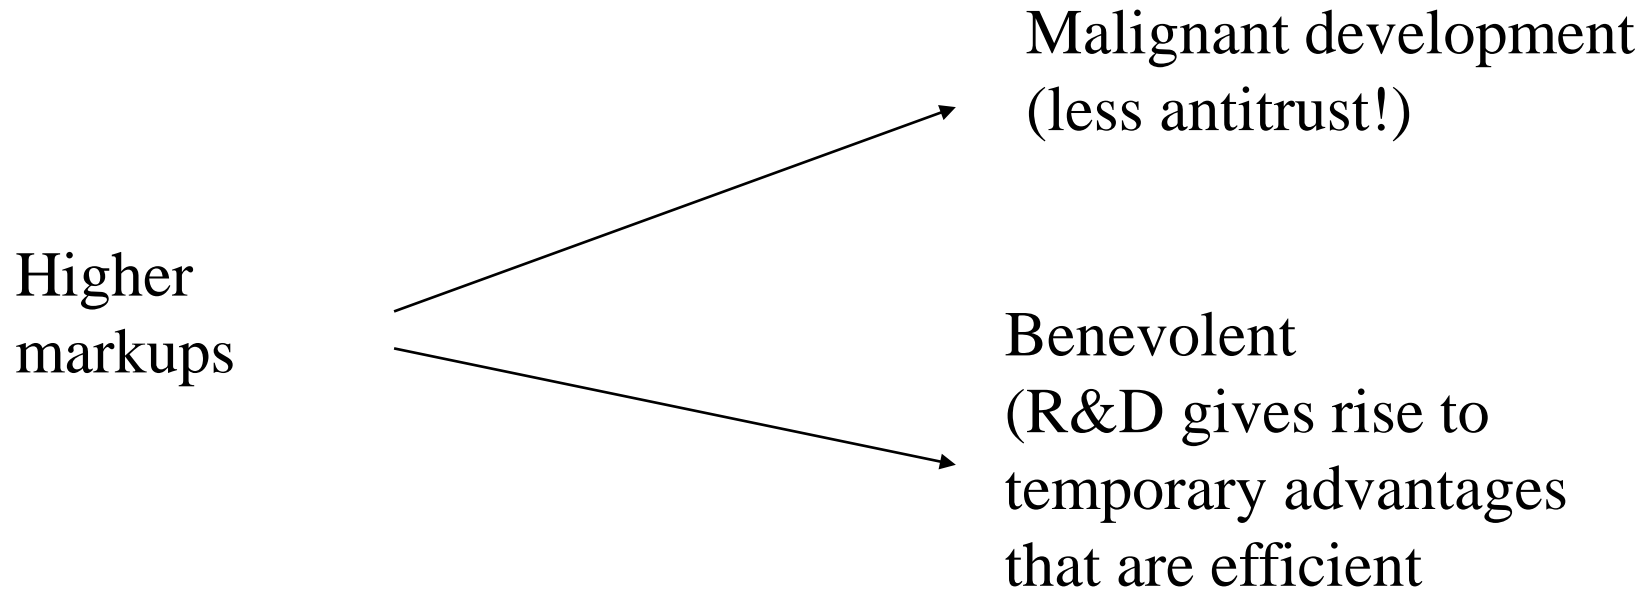 Malignant development
(less antitrust!)
Higher
markups
Benevolent
(R&D gives rise to
temporary advantages
that are efficient